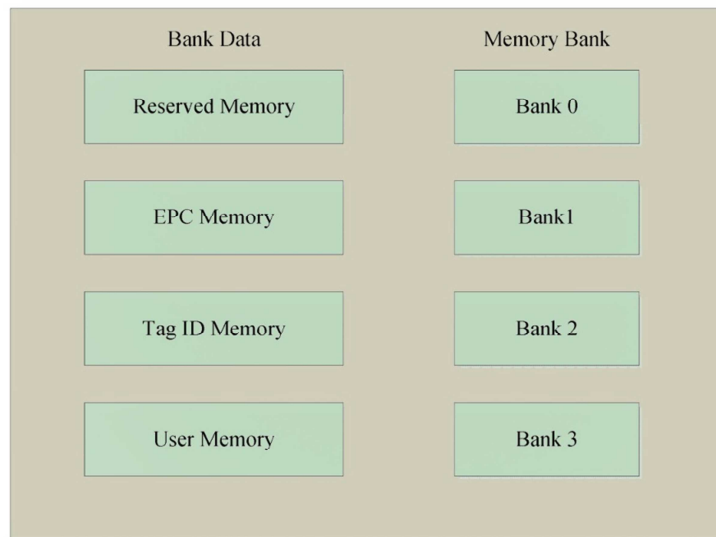 Bank Data
Memory Bank
Reserved Memory
Bank 0
EPC Memory
Bank1
Tag ID Memory
Bank 2
User Memory
Bank 3